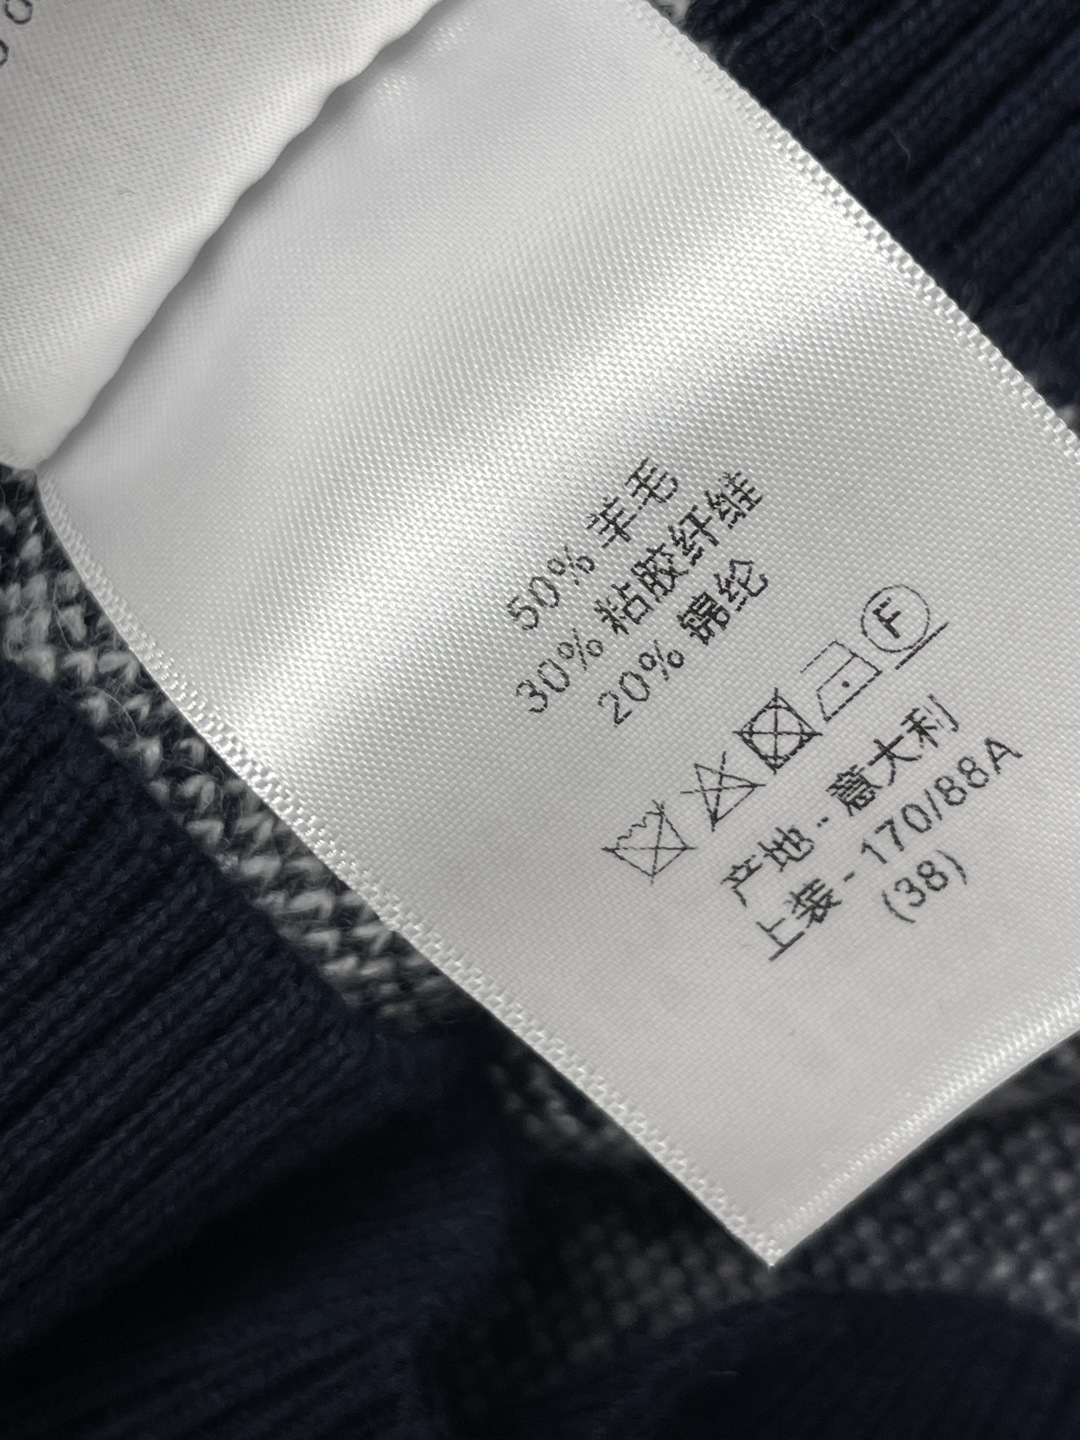 50% 羊毛
30% 粘胶纤维
20% 锦纶
F
产地 - 意大利
上装 - 170/88A
(38)